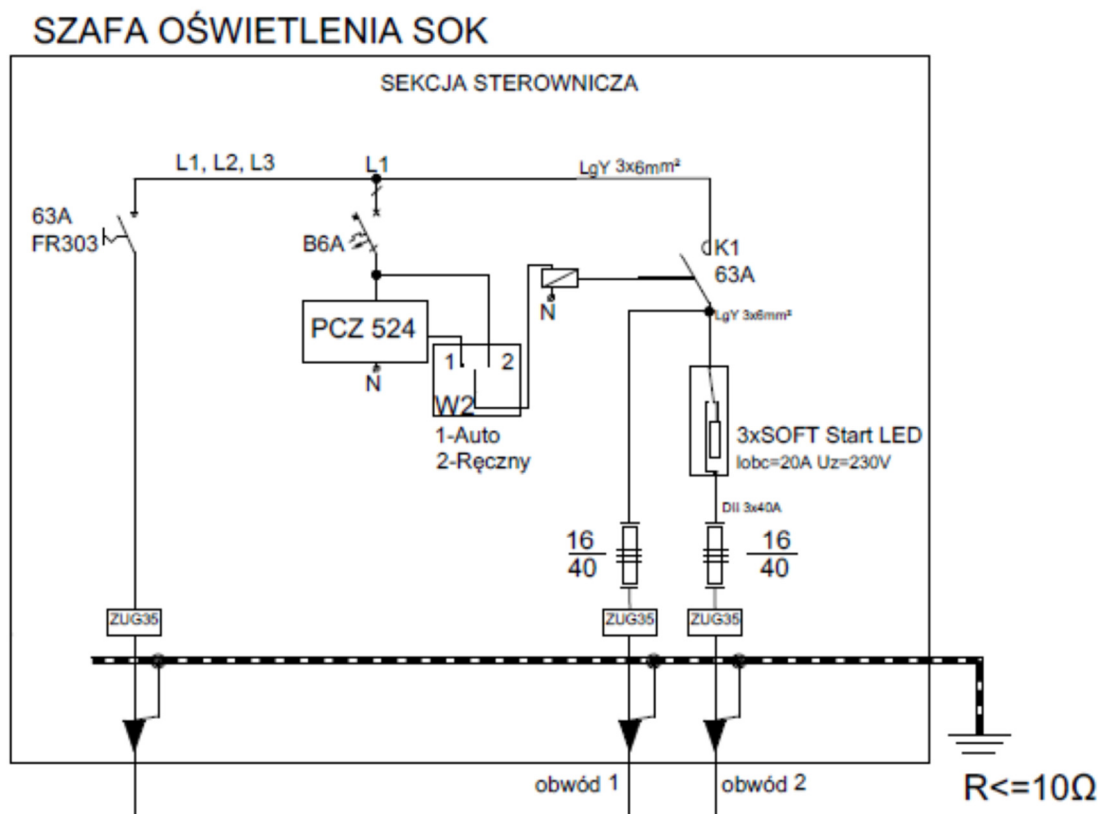 SZAFA OŚWIETLENIA SOK
SEKCJA STEROWNICZA
L1, L2, L3
L1
LgY 3x6mm²
63A
FR303
B6A
K1
63A
N
LgY 3x6mm²
PCZ 524
N
1 2
W2
1-Auto
2-Ręczny
3xSOFT Start LED
Iobc=20A Uz=230V
DII 3x40A
16
40
16
40
ZUG35
ZUG35
ZUG35
obwód 1
obwód 2
R<=10Ω